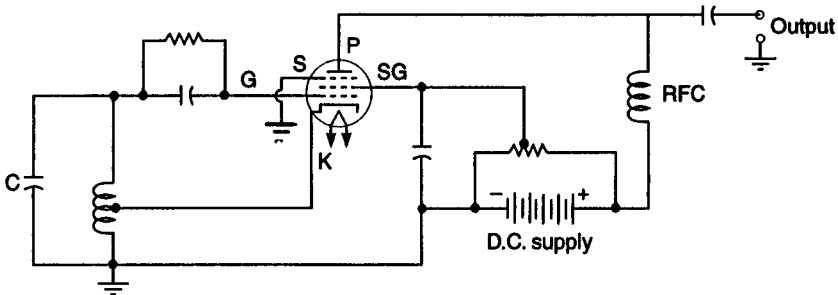 P
Output
S
G
SG
RFC
K
C
− +
D.C. supply